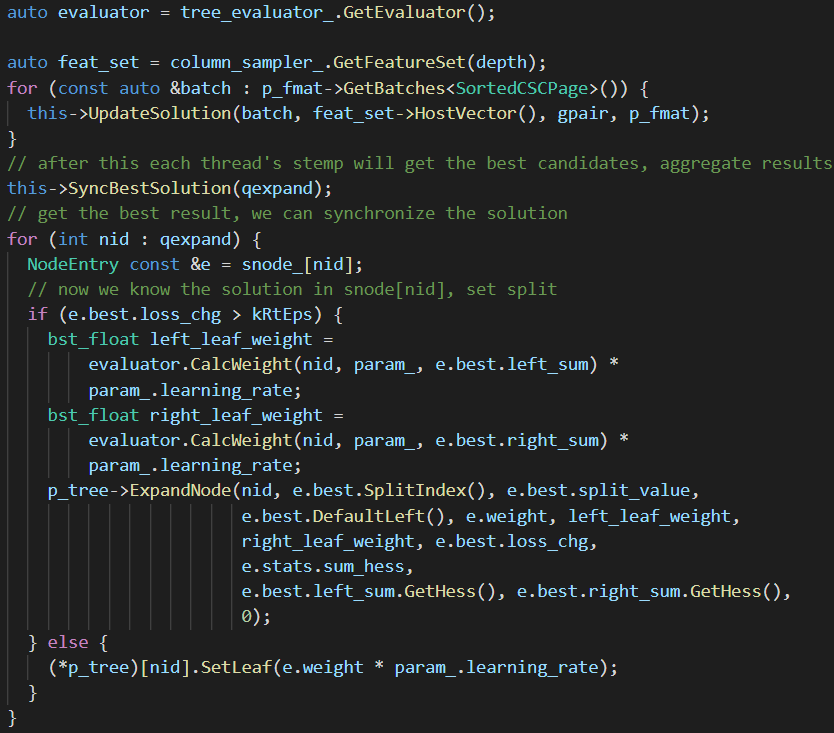 auto evaluator = tree_evaluator_.GetEvaluator();

auto feat_set = column_sampler_.GetFeatureSet(depth);
for (const auto &batch : p_fmat->GetBatches<SortedCSCPage>()) {
  this->UpdateSolution(batch, feat_set->HostVector(), gpair, p_fmat);
}
// after this each thread's stemp will get the best candidates, aggregate results
this->SyncBestSolution(qexpand);
// get the best result, we can synchronize the solution
for (int nid : qexpand) {
  NodeEntry const &e = snode_[nid];
  // now we know the solution in snode[nid], set split
  if (e.best.loss_chg > kRtEps) {
    bst_float left_leaf_weight =
        evaluator.CalcWeight(nid, param_, e.best.left_sum) *
        param_.learning_rate;
    bst_float right_leaf_weight =
        evaluator.CalcWeight(nid, param_, e.best.right_sum) *
        param_.learning_rate;
    p_tree->ExpandNode(nid, e.best.SplitIndex(), e.best.split_value,
                       e.best.DefaultLeft(), e.weight, left_leaf_weight,
                       right_leaf_weight, e.best.loss_chg,
                       e.stats.sum_hess,
                       e.best.left_sum.GetHess(), e.best.right_sum.GetHess(),
                       0);
  } else {
    (*p_tree)[nid].SetLeaf(e.weight * param_.learning_rate);
  }
}